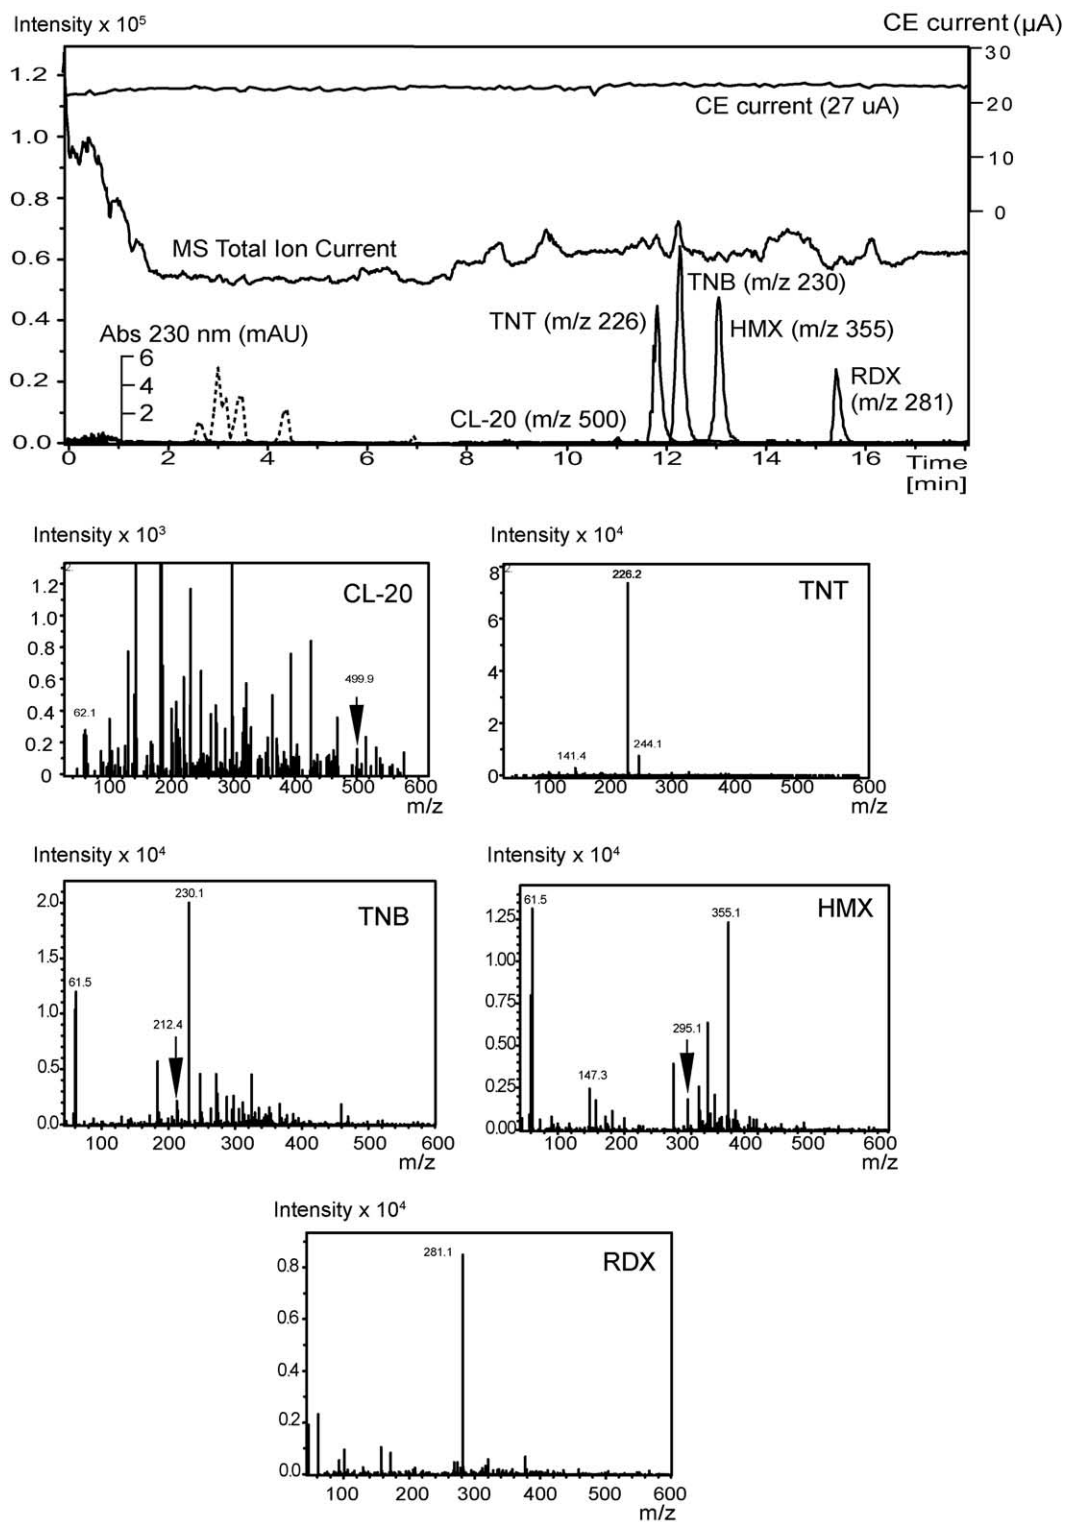 Intensity x 10⁵
CE current (µA)
30
1.2
20
CE current (27 uA)
1.0
10
0.8
0
MS Total Ion Current
0.6
TNB (m/z 230)
0.4
TNT (m/z 226)
HMX (m/z 355)
Abs 230 nm (mAU)
6
4
2
0.2
RDX
(m/z 281)
CL-20 (m/z 500)
0.0
0 2 4 6 8 10 12 14 16 Time
[min]
Intensity x 10³
2.
CL-20
1.2
1.0
0.8
0.6
0.4
0.2
0
62.1
499.9
100 200 300 400 500 600
m/z
Intensity x 10⁴
2.
TNT
8
6
4
2
0
226.2
141.4
244.1
100 200 300 400 500 600
m/z
Intensity x 10⁴
TNB
2.0
1.5
1.0
0.5
0.0
230.1
61.5
212.4
100 200 300 400 500 600
m/z
Intensity x 10⁴
HMX
1.25
1.00
0.75
0.50
0.25
0.00
61.5
355.1
295.1
147.3
100 200 300 400 500 600
m/z
Intensity x 10⁴
RDX
0.8
0.6
0.4
0.2
0.0
281.1
100 200 300 400 500 600
m/z